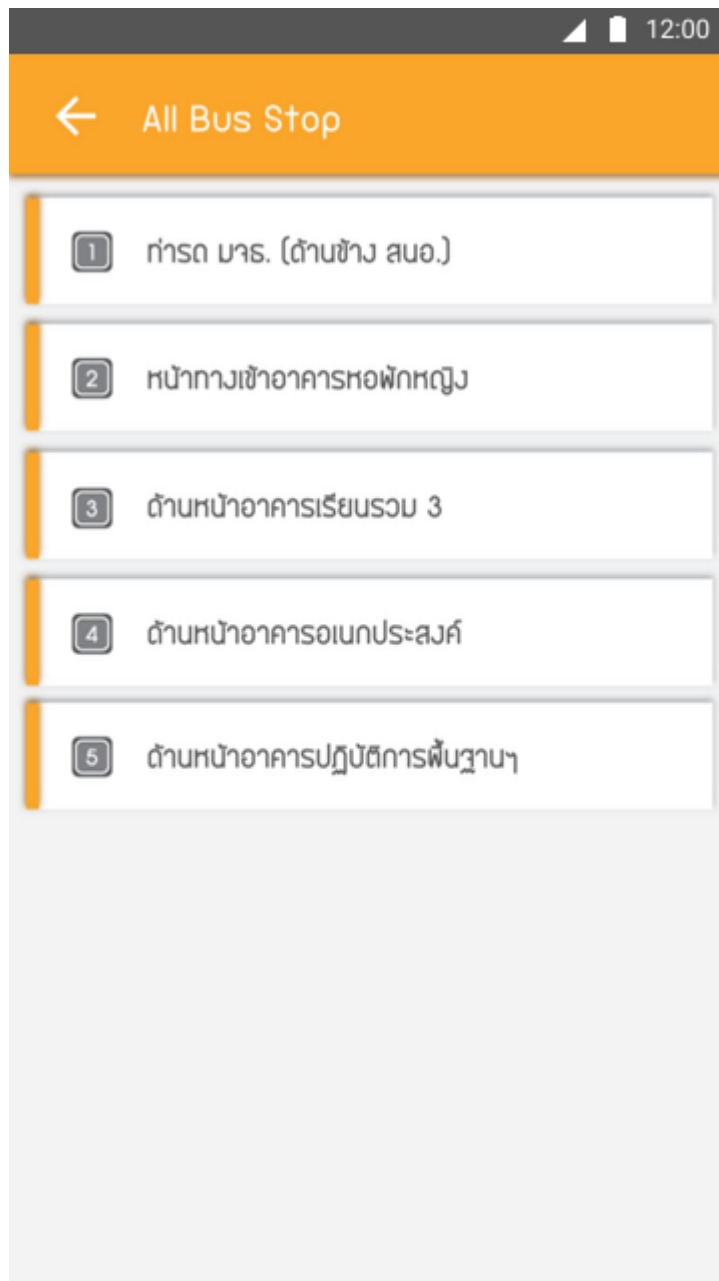 12:00
All Bus Stop
1 ท่ารถ มจธ. (ด้านข้าง สนอ.)
2 หน้าทางเข้าอาคารหอพักหญิง
3 ด้านหน้าอาคารเรียนรวม 3
4 ด้านหน้าอาคารอเนกประสงค์
5 ด้านหน้าอาคารปฏิบัติการพื้นฐานฯ